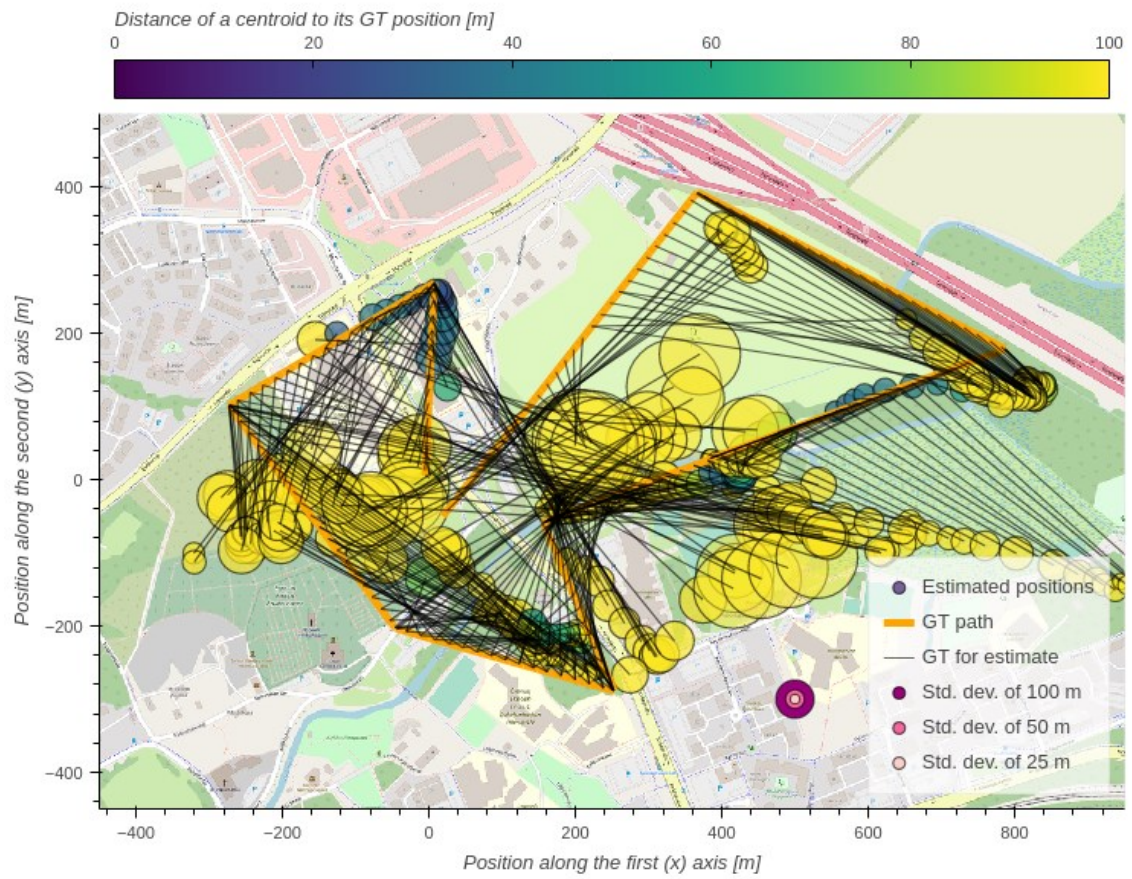 Distance of a centroid to its GT position [m]
0 20 40 60 80 100
Position along the second (y) axis [m]
400
200
0
−200
−400
Estimated positions
GT path
GT for estimate
Std. dev. of 100 m
Std. dev. of 50 m
Std. dev. of 25 m
−400 −200 0 200 400 600 800
Position along the first (x) axis [m]